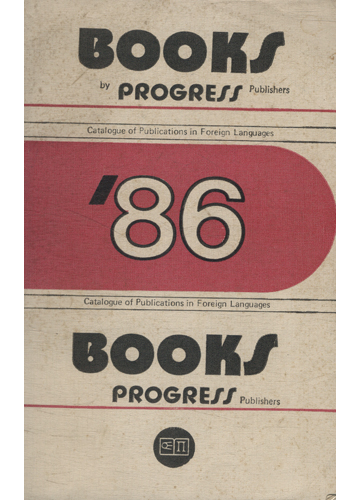 BOOKS
by PROGRESS Publishers
Catalogue of Publications in Foreign Languages
'86
Catalogue of Publications in Foreign Languages
BOOKS
PROGRESS Publishers